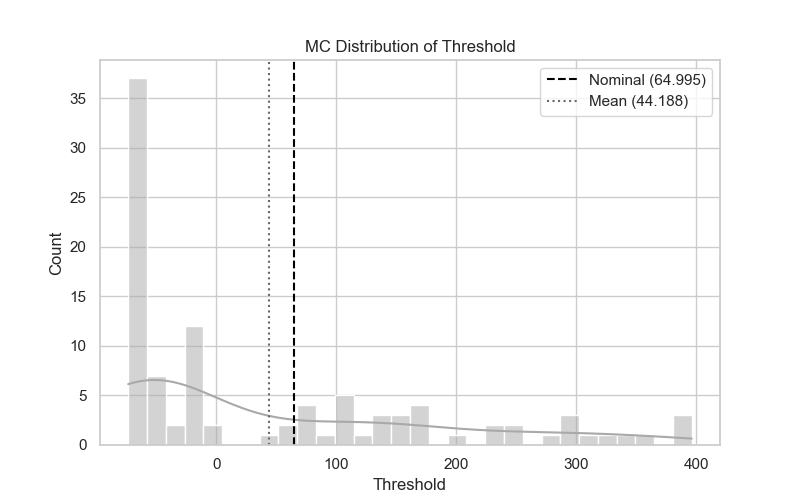 MC Distribution of Threshold
Nominal (64.995)
Mean (44.188)
Count
35
30
25
20
15
10
5
0
0 100 200 300 400
Threshold